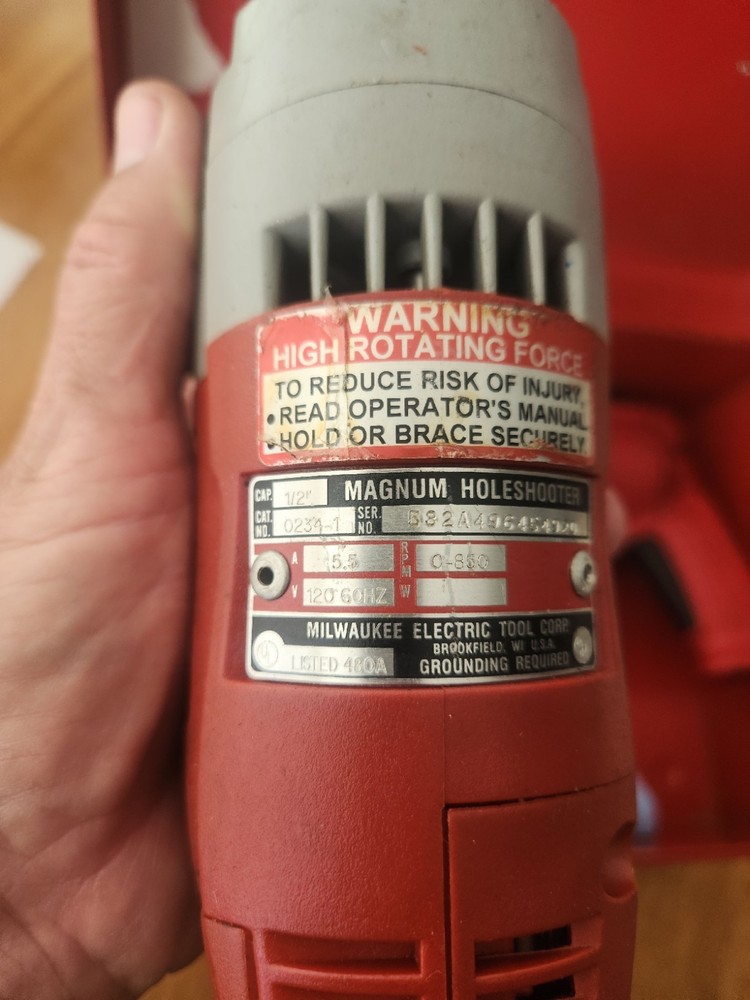 WARNING
HIGH ROTATING FORCE
TO REDUCE RISK OF INJURY,
• READ OPERATOR'S MANUAL.
• HOLD OR BRACE SECURELY.
CAP. 1/2" MAGNUM HOLESHOOTER
CAT. NO. 0234-1 SER. NO.
A 5.5 RPM 0-850
V 120 60HZ W
MILWAUKEE ELECTRIC TOOL CORP.
BROOKFIELD, WI U.S.A.
LISTED 480A GROUNDING REQUIRED